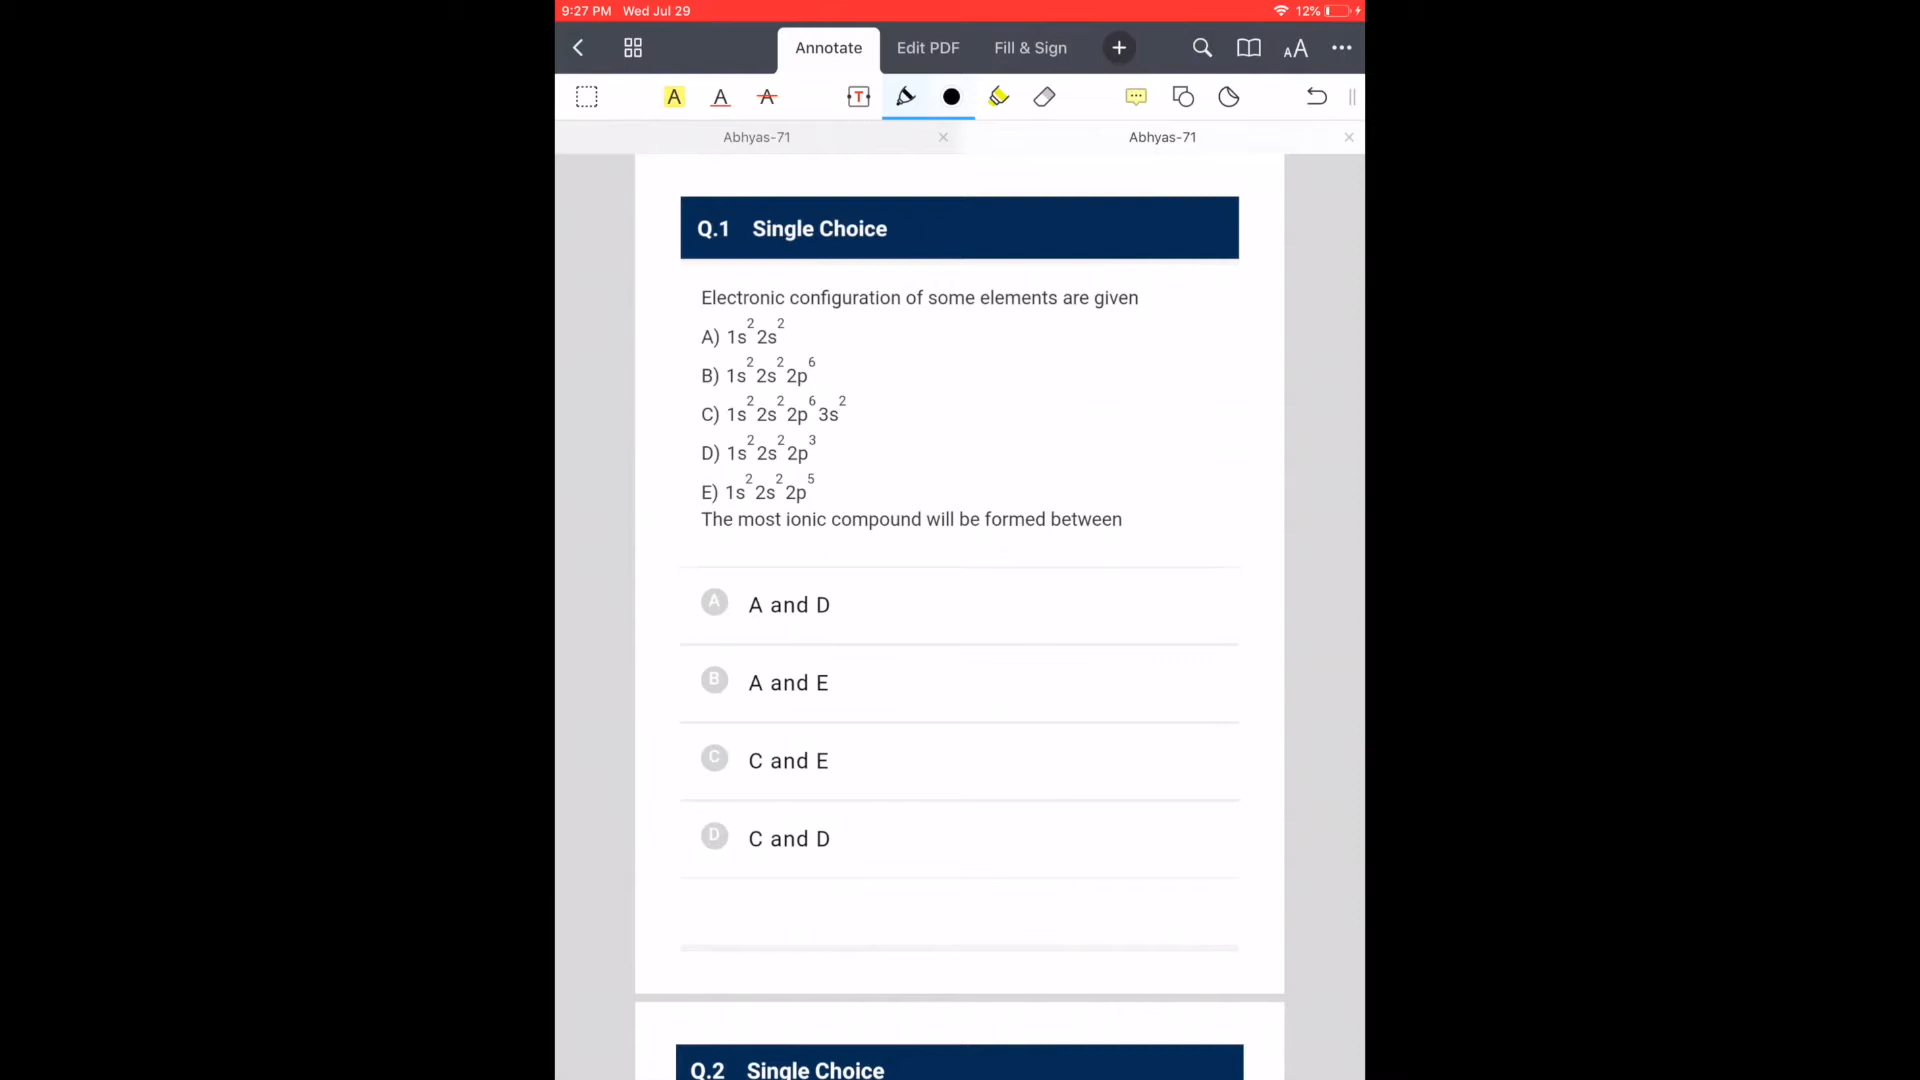 9:27 PM Wed Jul 29 12%
Annotate Edit PDF Fill & Sign AA
A A A T
Abhyas-71 Abhyas-71
Q.1 Single Choice
Electronic configuration of some elements are given
A) 1s² 2s²
B) 1s² 2s² 2p⁶
C) 1s² 2s² 2p⁶ 3s²
D) 1s² 2s² 2p³
E) 1s² 2s² 2p⁵
The most ionic compound will be formed between
A A and D
B A and E
C C and E
D C and D
Q.2 Single Choice